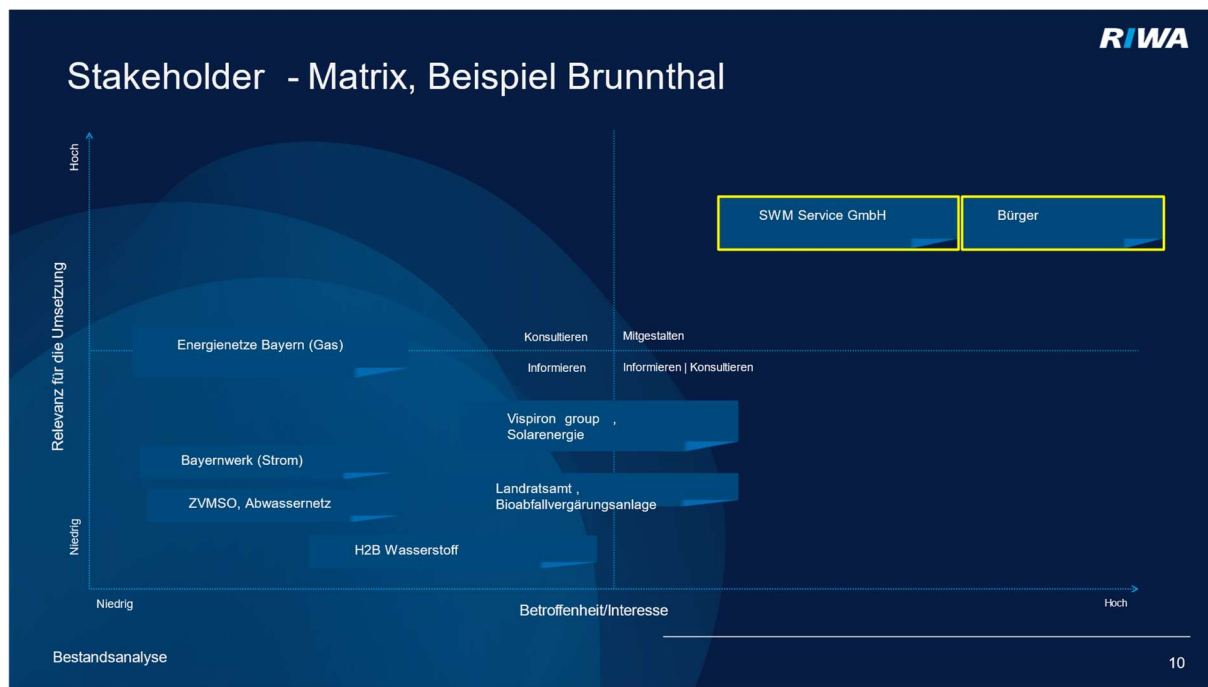 RIWA
Stakeholder - Matrix, Beispiel Brunnthal
Hoch
Relevanz für die Umsetzung
Niedrig
SWM Service GmbH
Bürger
Energienetze Bayern (Gas)
Konsultieren
Mitgestalten
Informieren
Informieren | Konsultieren
Vispiron group ,
Solarenergie
Bayernwerk (Strom)
ZVMSO, Abwassernetz
Landratsamt ,
Bioabfallvergärungsanlage
H2B Wasserstoff
Niedrig
Betroffenheit/Interesse
Hoch
Bestandsanalyse
10